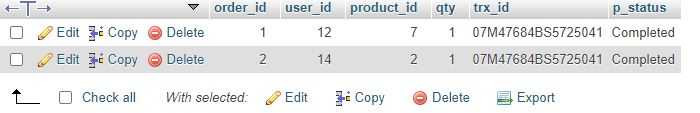 order_id user_id product_id qty trx_id p_status
Edit Copy Delete 1 12 7 1 07M47684BS5725041 Completed
Edit Copy Delete 2 14 2 1 07M47684BS5725041 Completed
Check all With selected: Edit Copy Delete Export